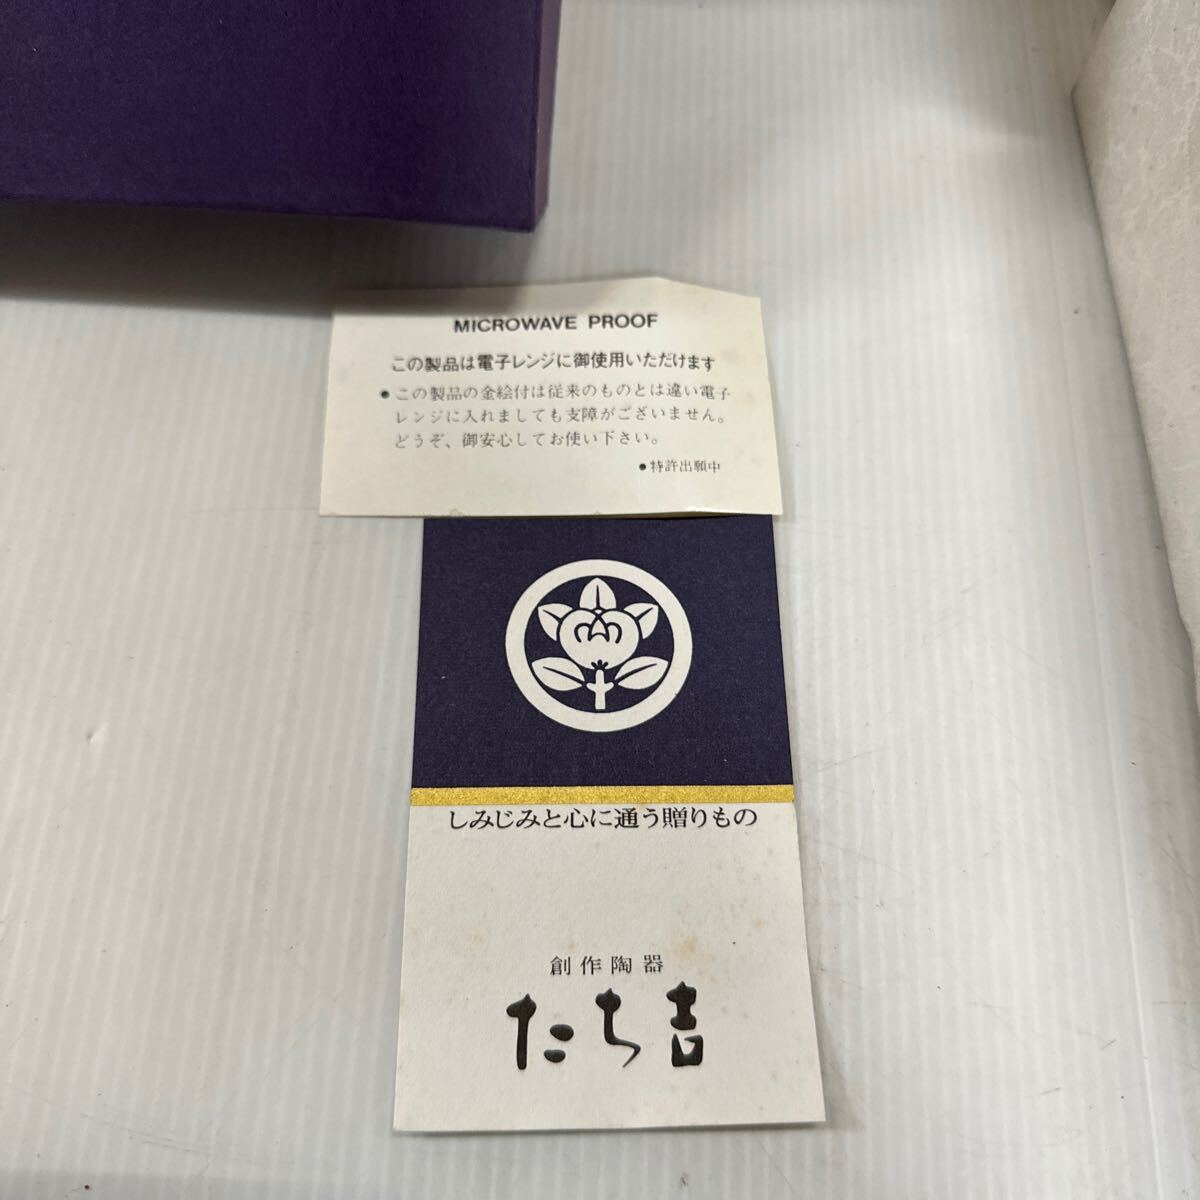 MICROWAVE PROOF
この製品は電子レンジに御使用いただけます
●この製品の金絵付は従来のものとは違い電子
レンジに入れましても支障がございません。
どうぞ、御安心してお使い下さい。
●特許出願中
しみじみと心に通う贈りもの
創作陶器
たち吉